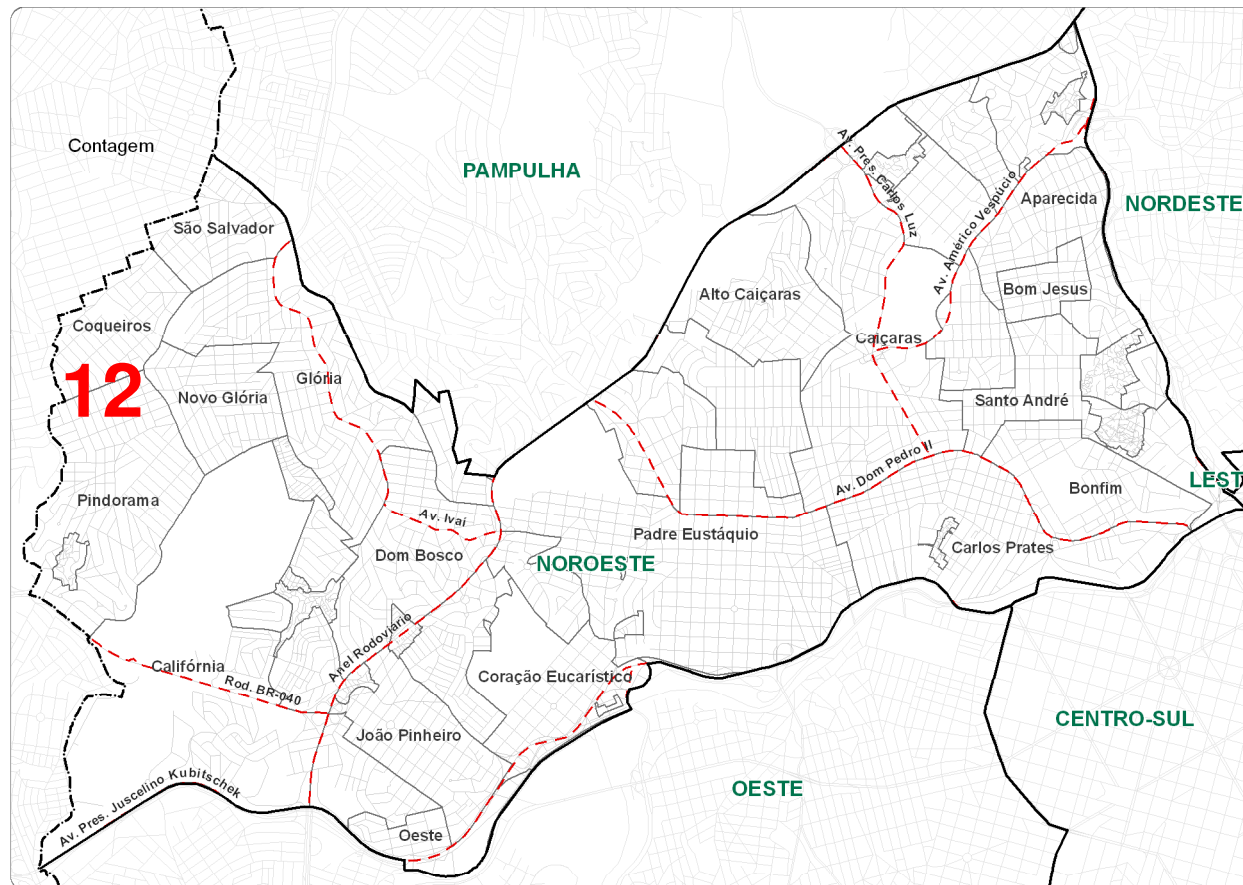 Contagem
PAMPULHA
Av. Pres. Carlos Luz
Av. Américo Vespúcio
Aparecida
NORDESTE
São Salvador
Alto Caiçaras
Bom Jesus
Coqueiros
Caiçaras
12
Novo Glória
Glória
Santo André
Pindorama
Av. Ivaí
Av. Dom Pedro II
Bonfim
LEST
Dom Bosco
NOROESTE
Padre Eustáquio
Carlos Prates
Califórnia
Rod. BR-040
Anel Rodoviário
Coração Eucarístico
João Pinheiro
CENTRO-SUL
Av. Pres. Juscelino Kubitschek
OESTE
Oeste